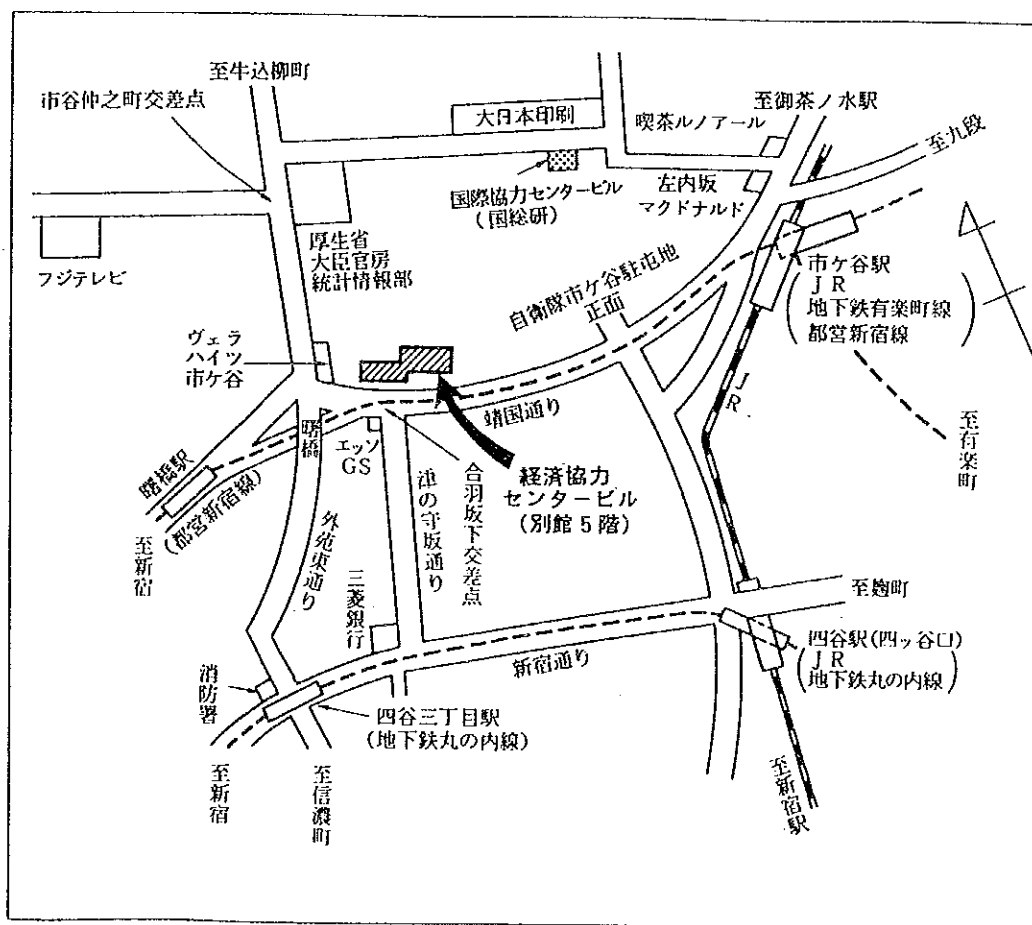 至牛込柳町
市谷仲之町交差点
大日本印刷
喫茶ルノアール
至御茶ノ水駅
至九段
国際協力センタービル
(国総研)
左内坂
マクドナルド
フジテレビ
厚生省
大臣官房
統計情報部
自衛隊市ヶ谷駐屯地
正面
市ケ谷駅
JR
地下鉄有楽町線
都営新宿線
ヴェラ
ハイツ
市ケ谷
JR
靖国通り
至有楽町
曙橋
エッソ
GS
曙橋駅
(都営新宿線)
至新宿
津の守坂通り
合羽坂下交差点
経済協力
センタービル
(別館5階)
外苑東通り
三菱銀行
至麹町
新宿通り
四谷駅(四ッ谷口)
JR
地下鉄丸の内線
消防署
四谷三丁目駅
(地下鉄丸の内線)
至新宿
至信濃町
至新宿駅